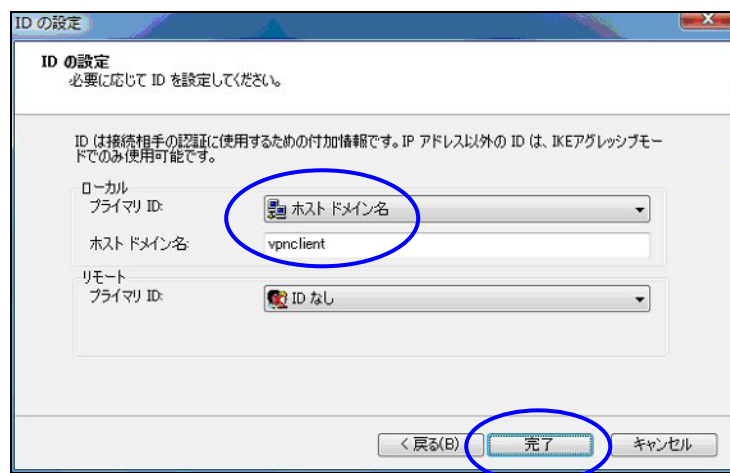 ID の設定
ID の設定
必要に応じて ID を設定してください。
ID は接続相手の認証に使用するための付加情報です。IP アドレス以外の ID は、IKEアグレッシブモー
ドでのみ使用可能です。
ローカル
プライマリ ID:
ホスト ドメイン名
ホスト ドメイン名:
vpnclient
リモート
プライマリ ID:
ID なし
< 戻る(B)
完了
キャンセル